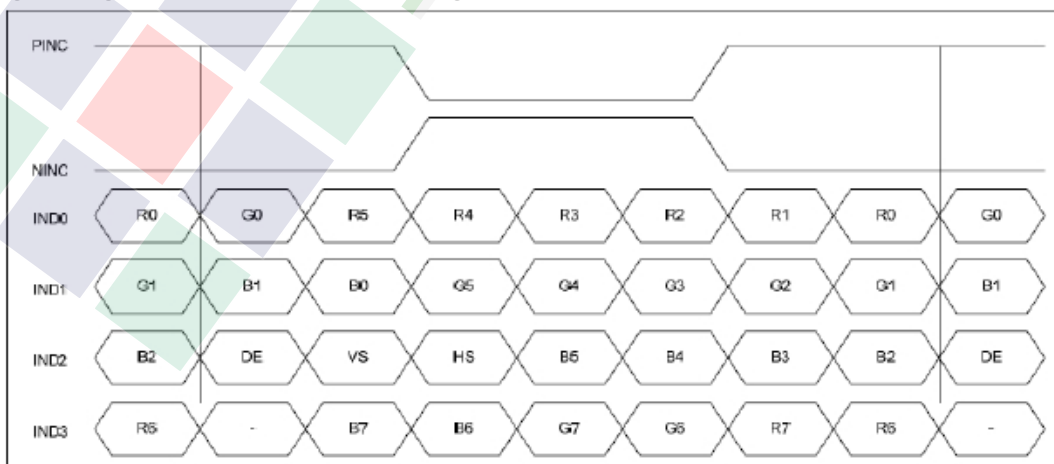 PINC
NINC
IND0 R0 G0 R5 R4 R3 R2 R1 R0 G0
IND1 G1 B1 B0 G5 G4 G3 G2 G1 B1
IND2 B2 DE VS HS B5 B4 B3 B2 DE
IND3 R6 - B7 B6 G7 G6 R7 R6 -